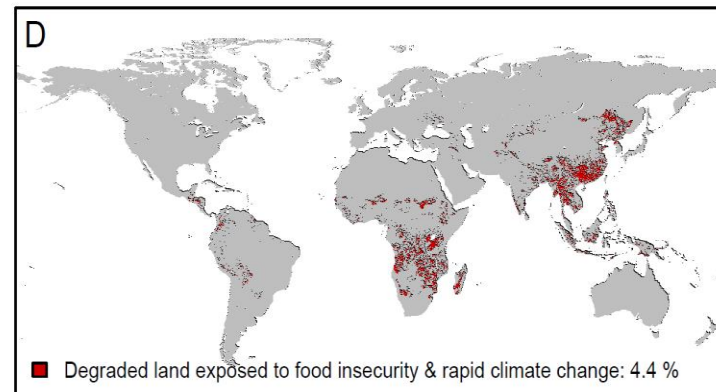 D
Degraded land exposed to food insecurity & rapid climate change: 4.4 %